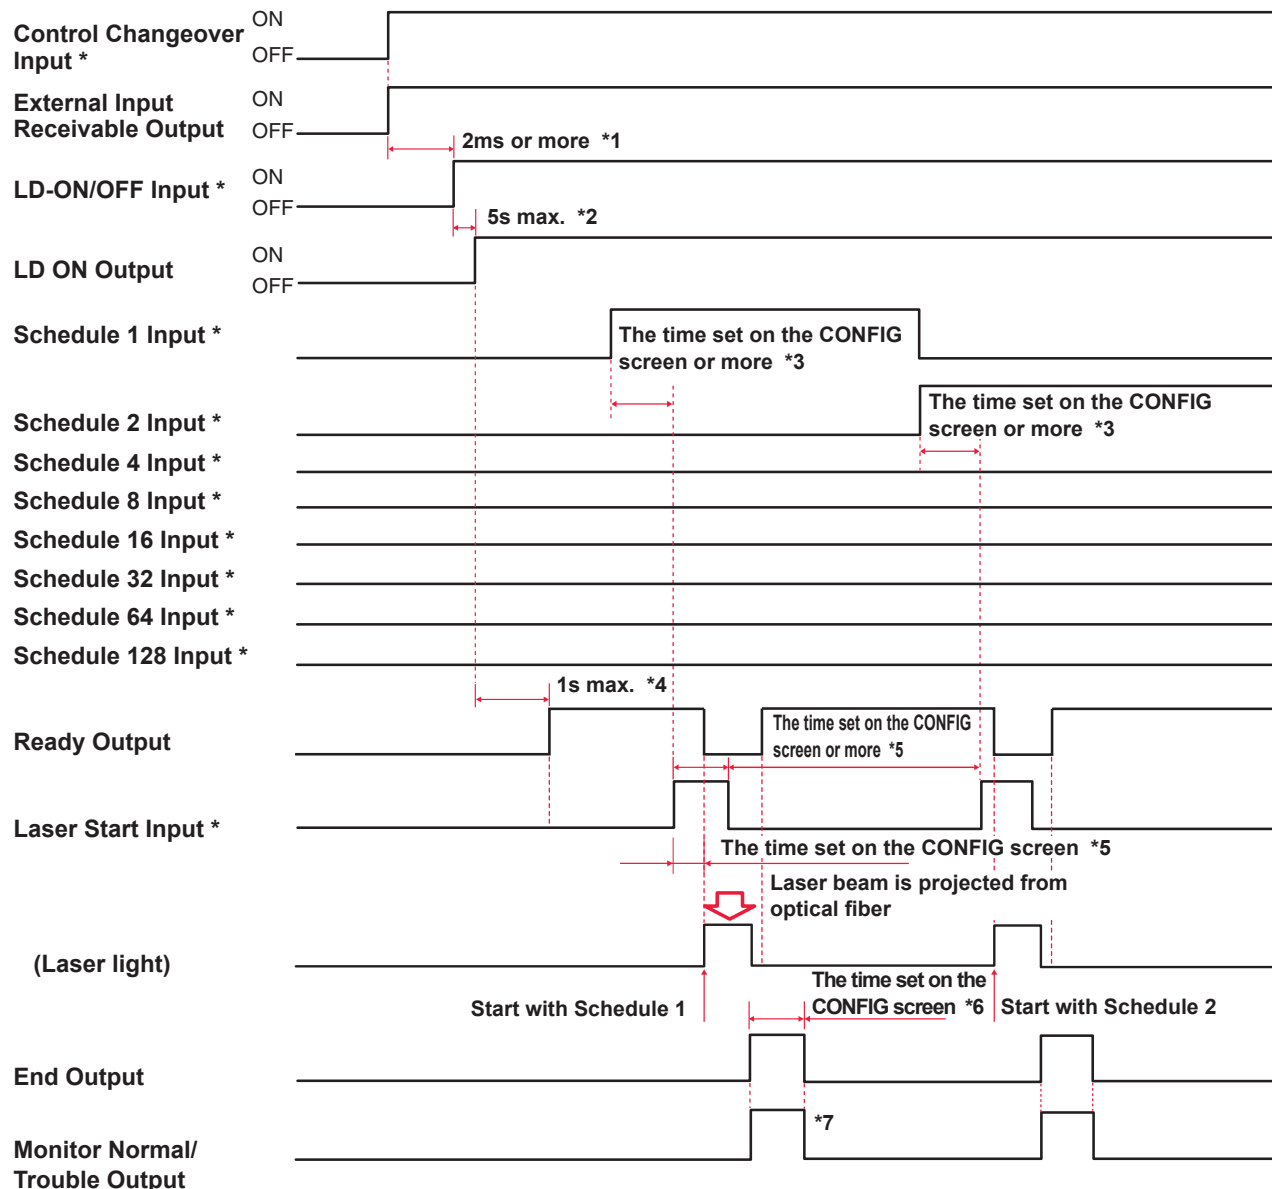 Control Changeover
Input *
ON
OFF
External Input
Receivable Output
ON
OFF
2ms or more *1
LD-ON/OFF Input *
ON
OFF
5s max. *2
LD ON Output
ON
OFF
Schedule 1 Input *
The time set on the CONFIG
screen or more *3
Schedule 2 Input *
The time set on the CONFIG
screen or more *3
Schedule 4 Input *
Schedule 8 Input *
Schedule 16 Input *
Schedule 32 Input *
Schedule 64 Input *
Schedule 128 Input *
1s max. *4
Ready Output
The time set on the CONFIG
screen or more *5
Laser Start Input *
The time set on the CONFIG screen *5
Laser beam is projected from
optical fiber
(Laser light)
The time set on the
CONFIG screen *6
Start with Schedule 1
Start with Schedule 2
End Output
*7
Monitor Normal/
Trouble Output